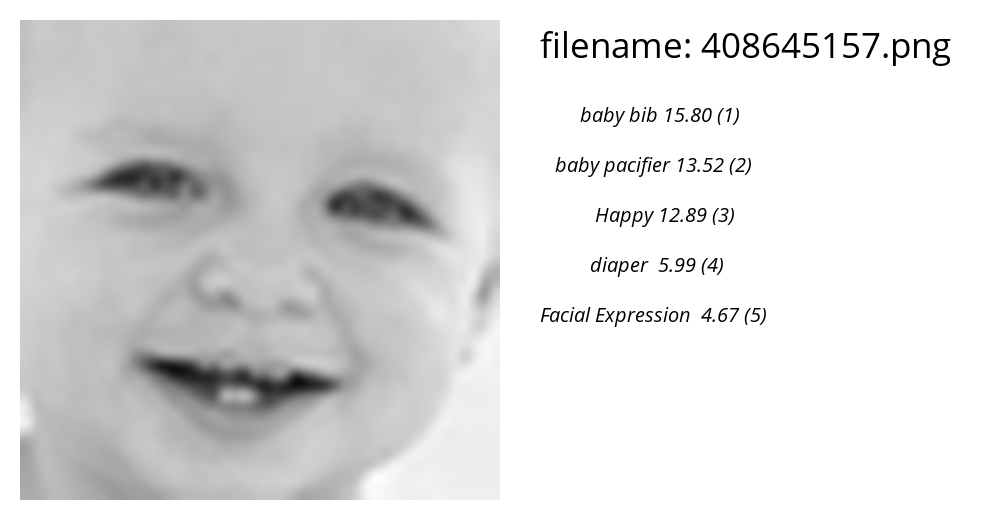 filename: 408645157.png
baby bib 15.80 (1)
baby pacifier 13.52 (2)
Happy 12.89 (3)
diaper 5.99 (4)
Facial Expression 4.67 (5)